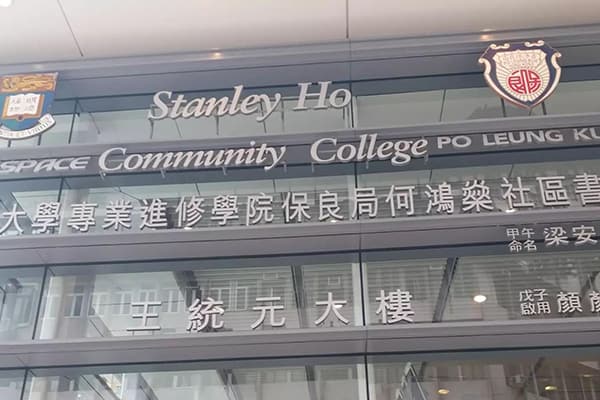 Stanley Ho
SPACE Community College PO LEUNG KU
大學專業進修學院保良局何鴻燊社區書
甲午
命名 梁安
王統元大樓
戊子
啟用 顏顏